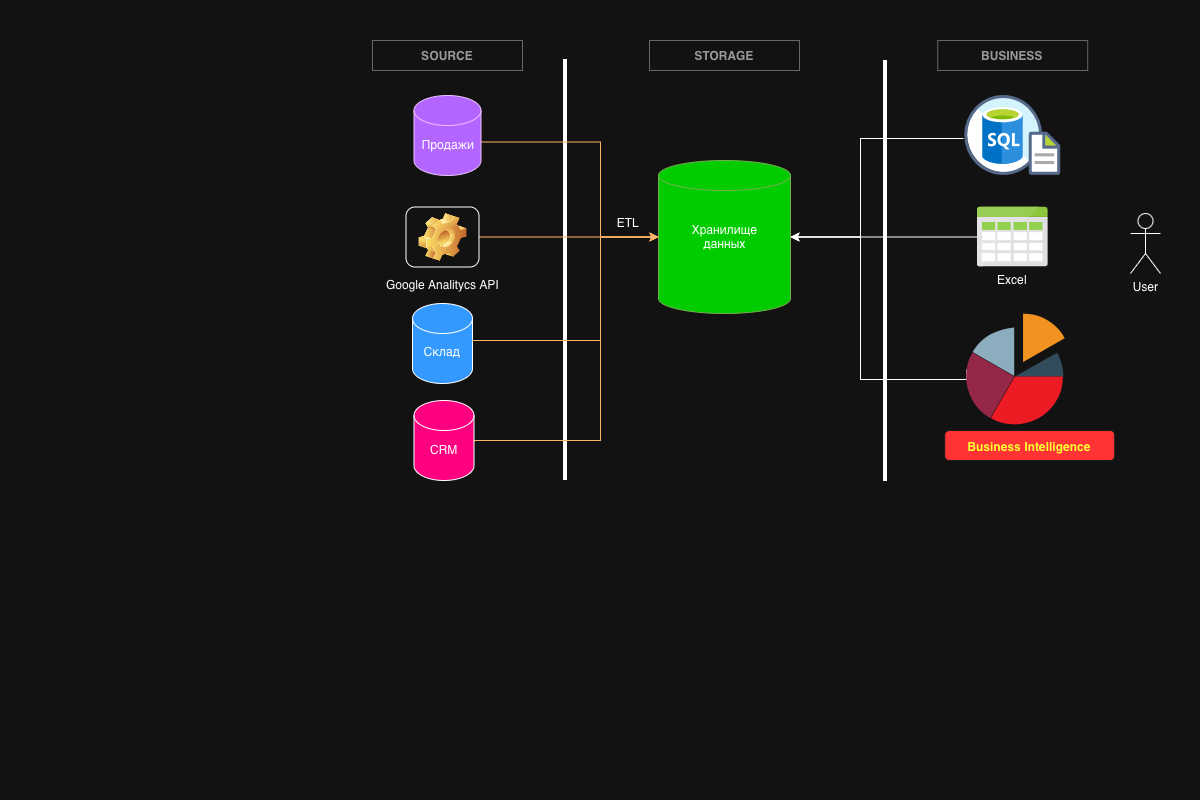 SOURCE
STORAGE
BUSINESS
Продажи
SQL
ETL
Хранилище
данных
Google Analitycs API
Excel
User
Склад
CRM
Business Intelligence